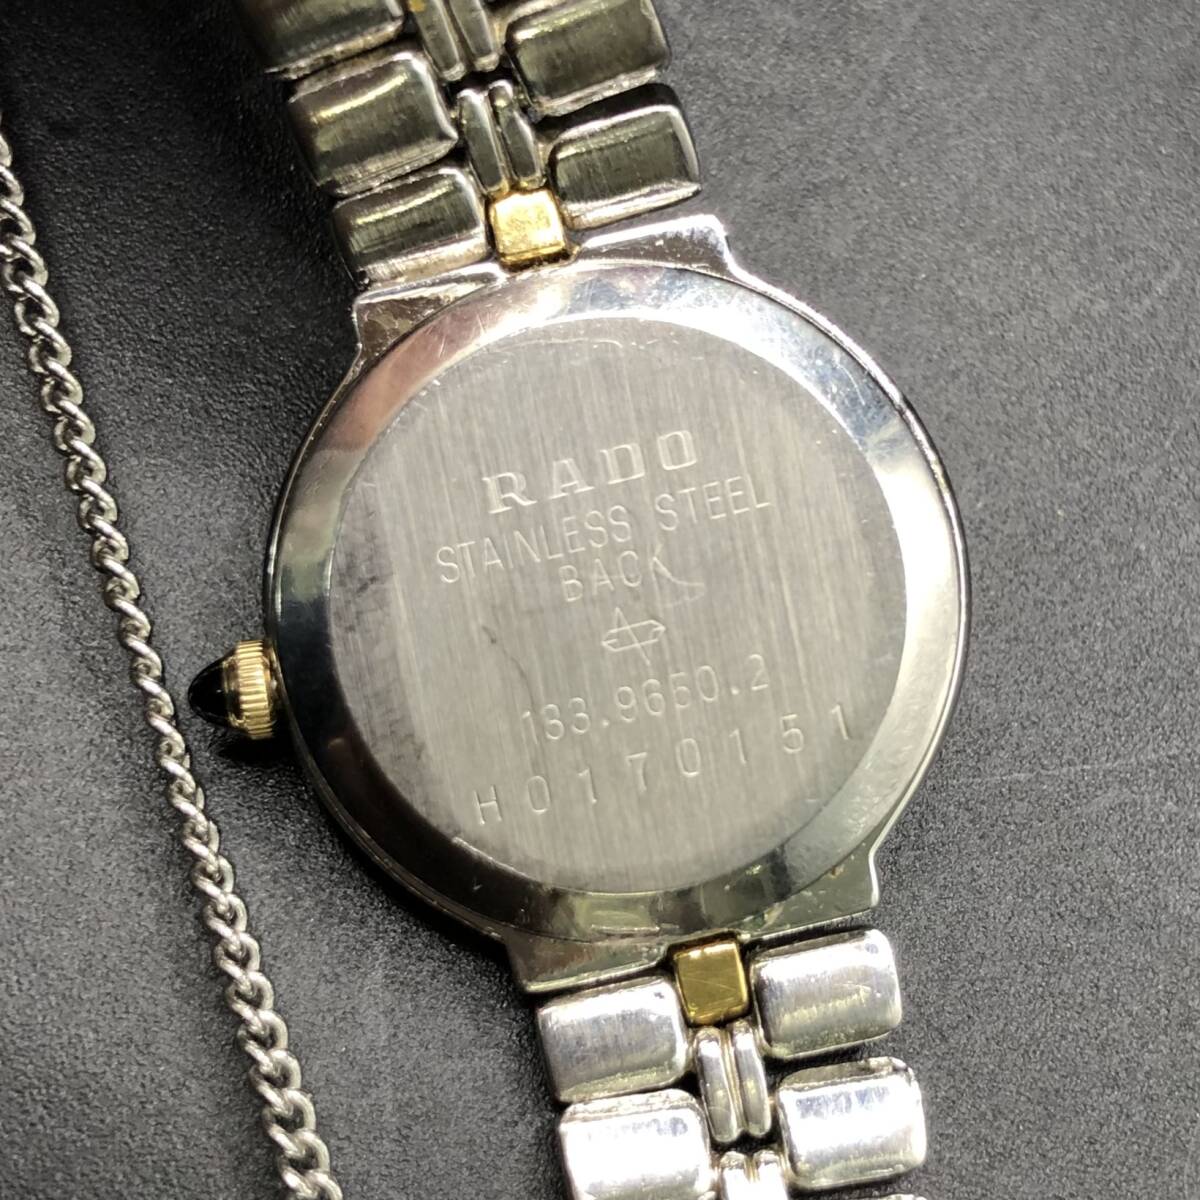 RADO
STAINLESS STEEL
BACK
133.9650.2
H0170151